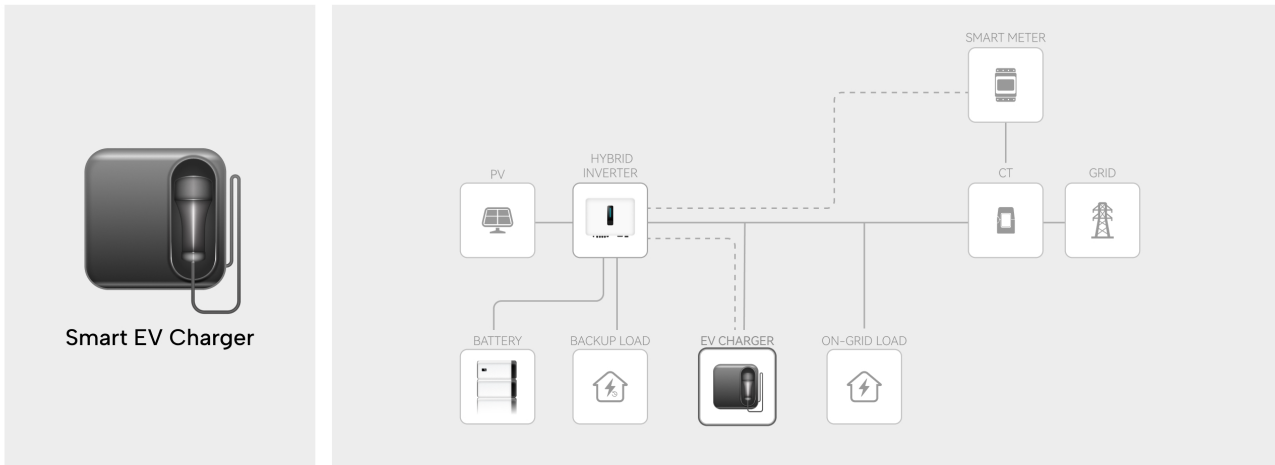 Smart EV Charger
SMART METER
HYBRID
INVERTER
PV
CT
GRID
BATTERY
BACKUP LOAD
EV CHARGER
ON-GRID LOAD